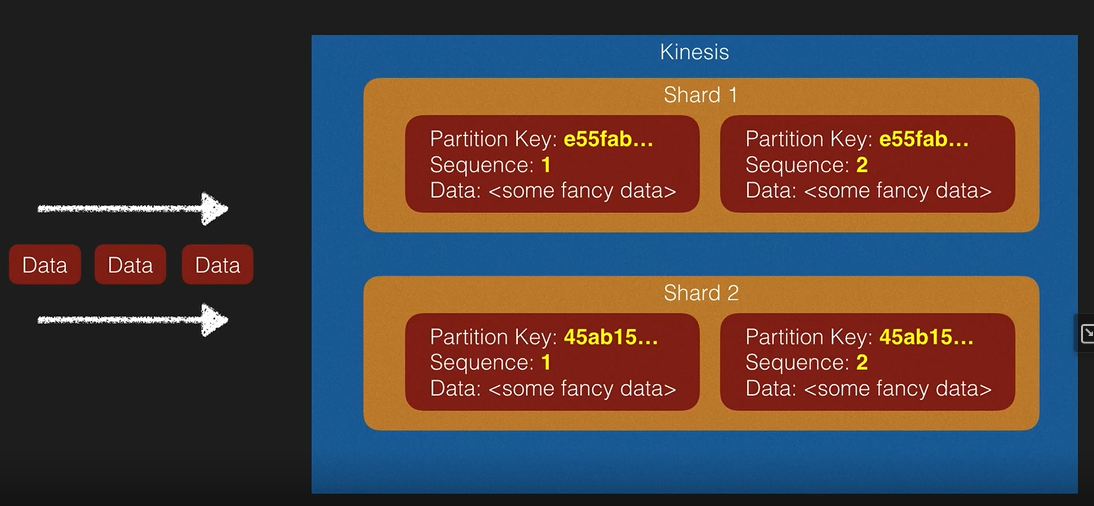 Kinesis
Shard 1
Partition Key: e55fab...
Sequence: 1
Data: <some fancy data>
Partition Key: e55fab...
Sequence: 2
Data: <some fancy data>
Data
Data
Data
Shard 2
Partition Key: 45ab15...
Sequence: 1
Data: <some fancy data>
Partition Key: 45ab15...
Sequence: 2
Data: <some fancy data>